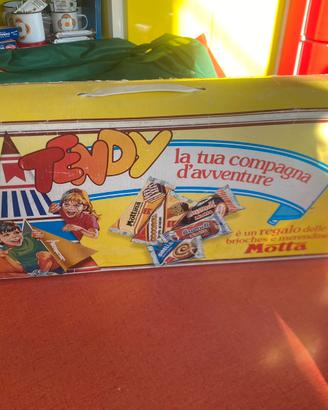 TENDY
la tua compagna
d'avventure
è un regalo delle
brioches e merendine
Motta